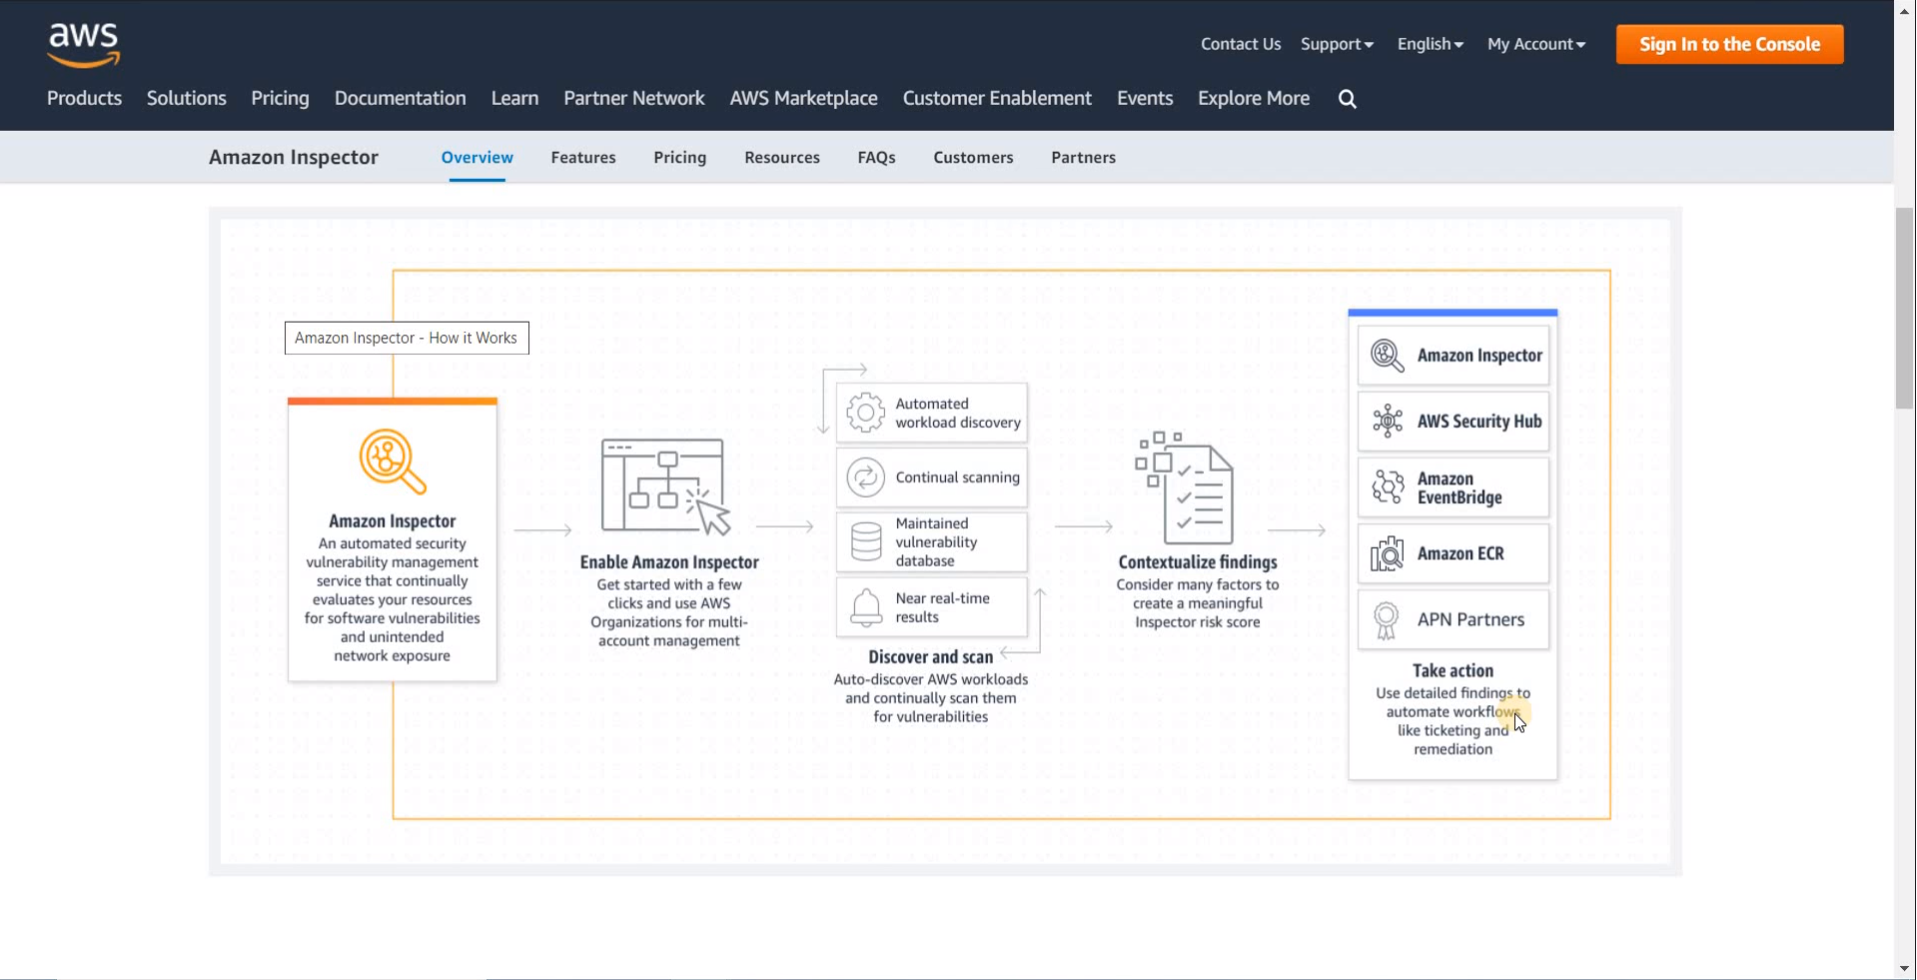 aws
Contact Us Support English My Account Sign In to the Console
Products Solutions Pricing Documentation Learn Partner Network AWS Marketplace Customer Enablement Events Explore More
Amazon Inspector Overview Features Pricing Resources FAQs Customers Partners
Amazon Inspector - How it Works
Amazon Inspector
An automated security
vulnerability management
service that continually
evaluates your resources
for software vulnerabilities
and unintended
network exposure
Enable Amazon Inspector
Get started with a few
clicks and use AWS
Organizations for multi-
account management
Automated
workload discovery
Continual scanning
Maintained
vulnerability
database
Near real-time
results
Discover and scan
Auto-discover AWS workloads
and continually scan them
for vulnerabilities
Contextualize findings
Consider many factors to
create a meaningful
Inspector risk score
Amazon Inspector
AWS Security Hub
Amazon
EventBridge
Amazon ECR
APN Partners
Take action
Use detailed findings to
automate workflows
like ticketing and
remediation